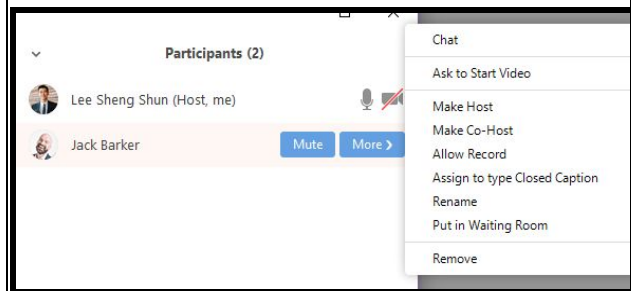 Participants (2)
Lee Sheng Shun (Host, me)
Jack Barker
Mute
More
Chat
Ask to Start Video
Make Host
Make Co-Host
Allow Record
Assign to type Closed Caption
Rename
Put in Waiting Room
Remove